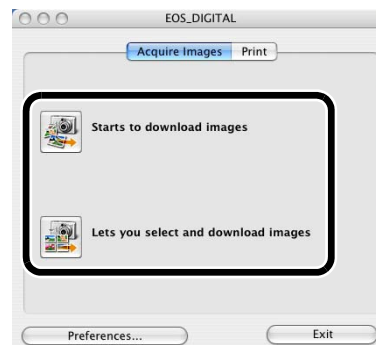 EOS_DIGITAL
Acquire Images Print
Starts to download images
Lets you select and download images
Preferences... Exit